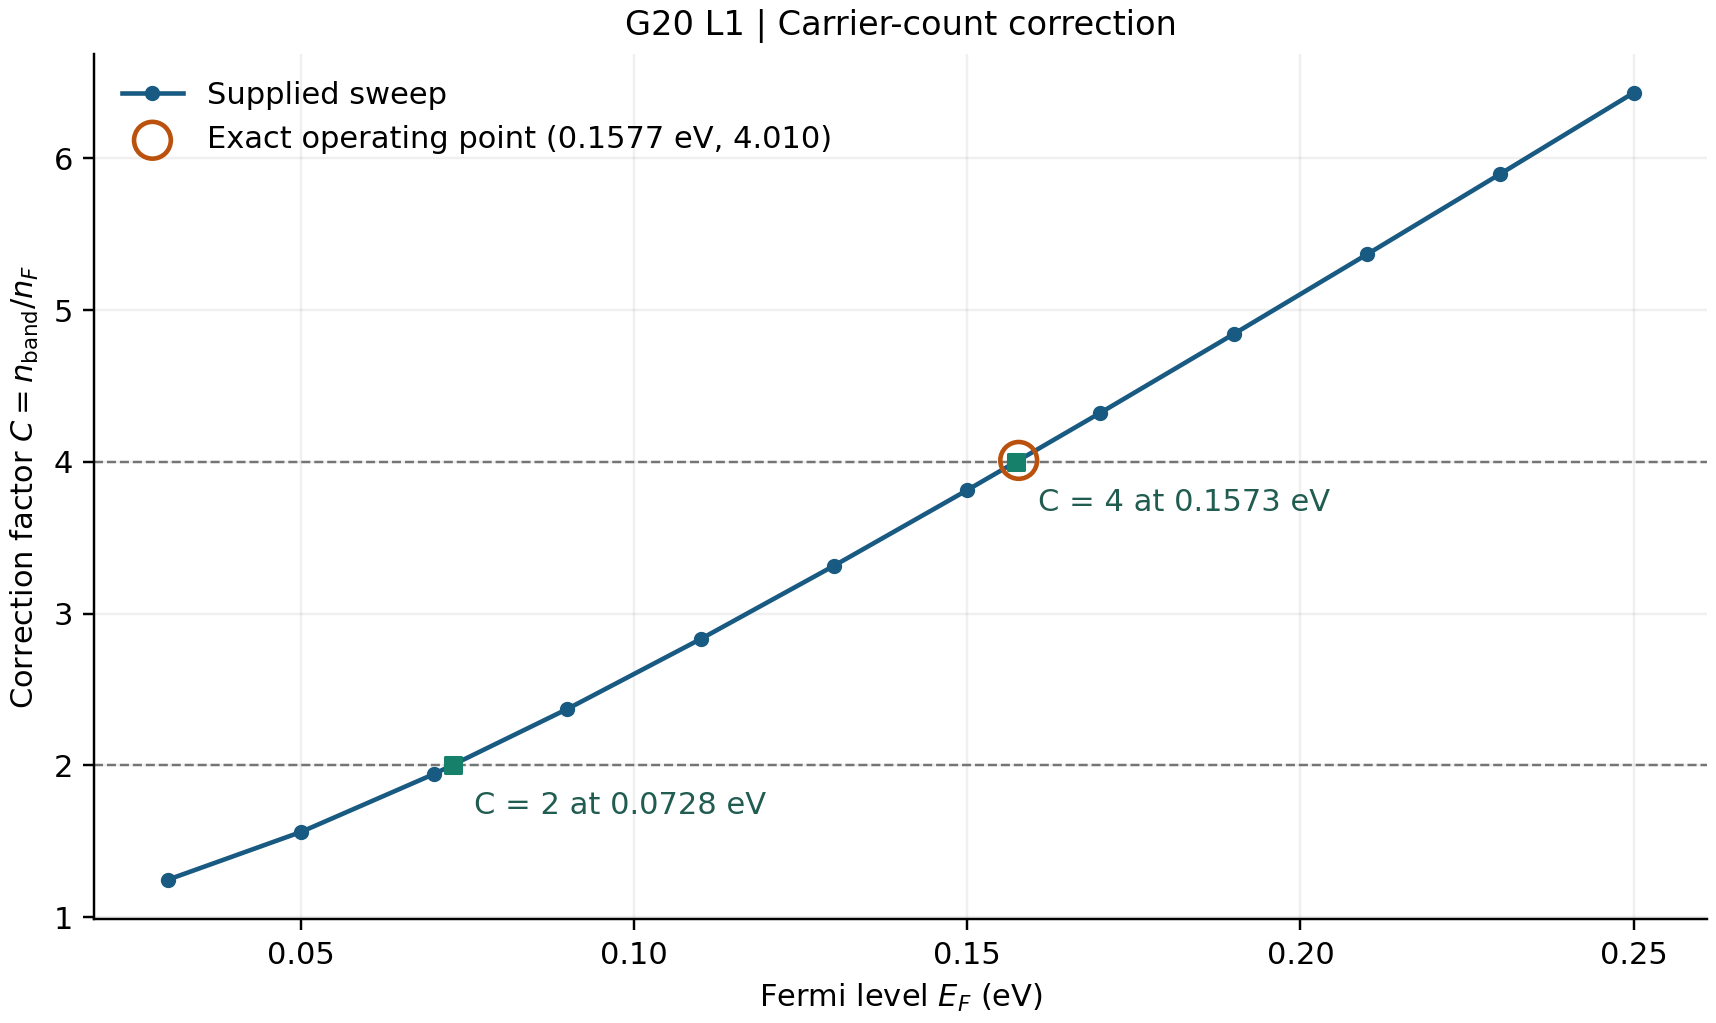 G20 L1 | Carrier-count correction
Supplied sweep
Exact operating point (0.1577 eV, 4.010)
Correction factor C = n_band/n_F
6
5
4
3
2
1
C = 4 at 0.1573 eV
C = 2 at 0.0728 eV
0.05 0.10 0.15 0.20 0.25
Fermi level E_F (eV)